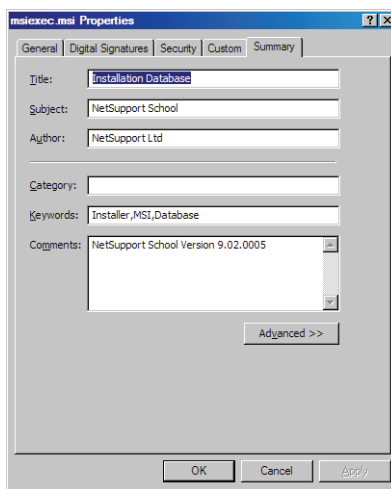 msiexec.msi Properties
General Digital Signatures Security Custom Summary
Title: Installation Database
Subject: NetSupport School
Author: NetSupport Ltd
Category:
Keywords: Installer,MSI,Database
Comments: NetSupport School Version 9.02.0005
Advanced >>
OK Cancel Apply